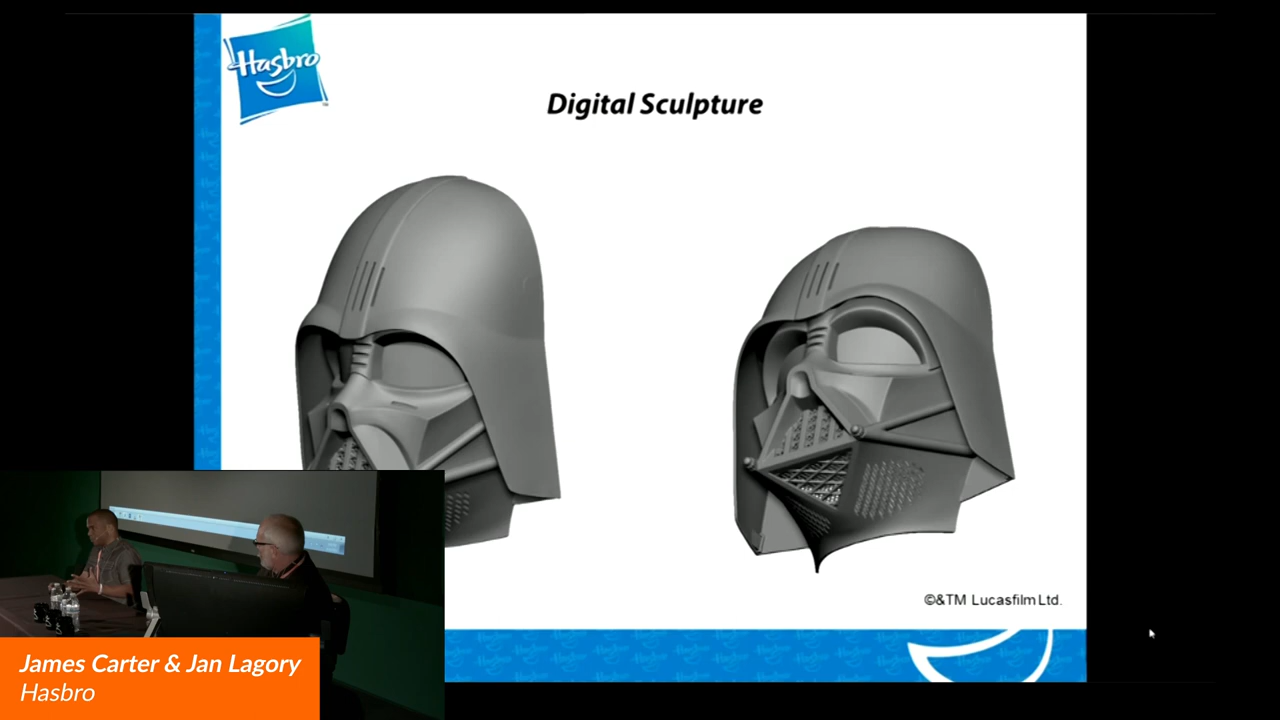 Hasbro
Digital Sculpture
©&TM Lucasfilm Ltd.
James Carter & Jan Lagory
Hasbro